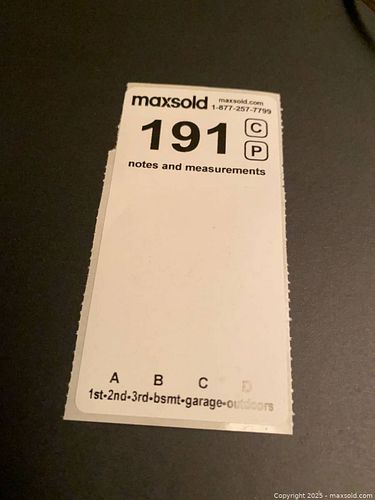 maxsold maxsold.com
1-877-257-7799
191 C
P
notes and measurements
A B C D
1st-2nd-3rd-bsmt-garage-outdoors
Copyright 2025 - maxsold.com